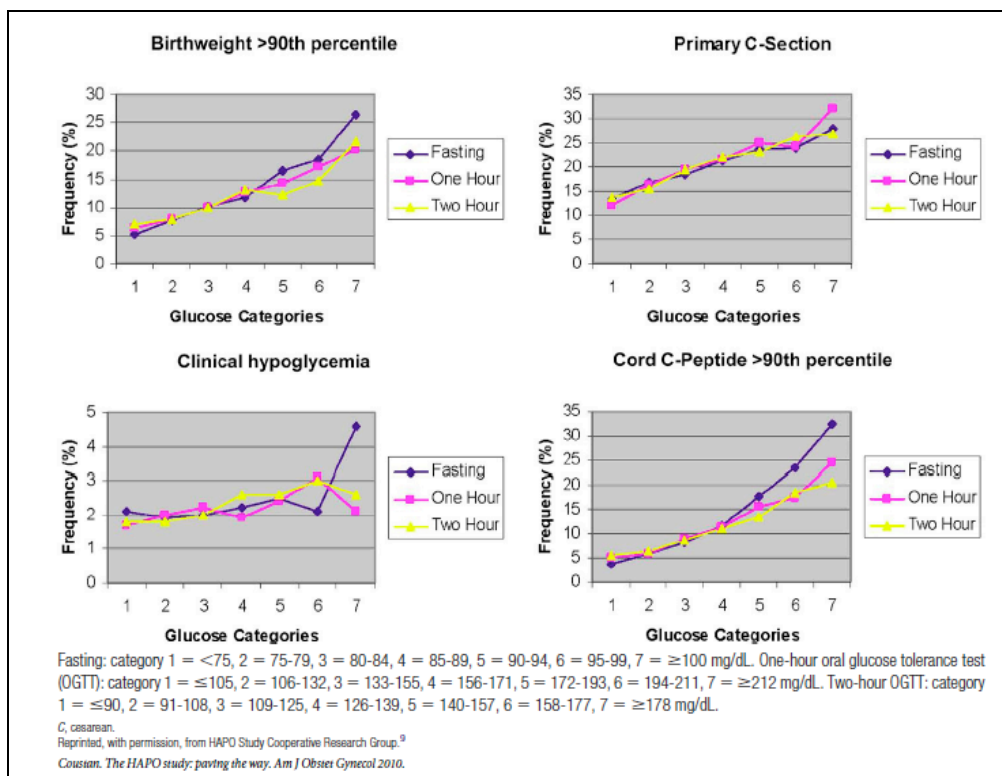 Birthweight >90th percentile
30
25
20
15
10
5
0
Frequency (%)
1 2 3 4 5 6 7
Glucose Categories
Fasting
One Hour
Two Hour
Primary C-Section
35
30
25
20
15
10
5
0
Frequency (%)
1 2 3 4 5 6 7
Glucose Categories
Fasting
One Hour
Two Hour
Clinical hypoglycemia
5
4
3
2
1
0
Frequency (%)
1 2 3 4 5 6 7
Glucose Categories
Fasting
One Hour
Two Hour
Cord C-Peptide >90th percentile
35
30
25
20
15
10
5
0
Frequency (%)
1 2 3 4 5 6 7
Glucose Categories
Fasting
One Hour
Two Hour
Fasting: category 1 = <75, 2 = 75-79, 3 = 80-84, 4 = 85-89, 5 = 90-94, 6 = 95-99, 7 = ≥100 mg/dL. One-hour oral glucose tolerance test
(OGTT): category 1 = ≤105, 2 = 106-132, 3 = 133-155, 4 = 156-171, 5 = 172-193, 6 = 194-211, 7 = ≥212 mg/dL. Two-hour OGTT: category
1 = ≤90, 2 = 91-108, 3 = 109-125, 4 = 126-139, 5 = 140-157, 6 = 158-177, 7 = ≥178 mg/dL.
C, cesarean.
Reprinted, with permission, from HAPO Study Cooperative Research Group.9
Coustan. The HAPO study: paving the way. Am J Obstet Gynecol 2010.